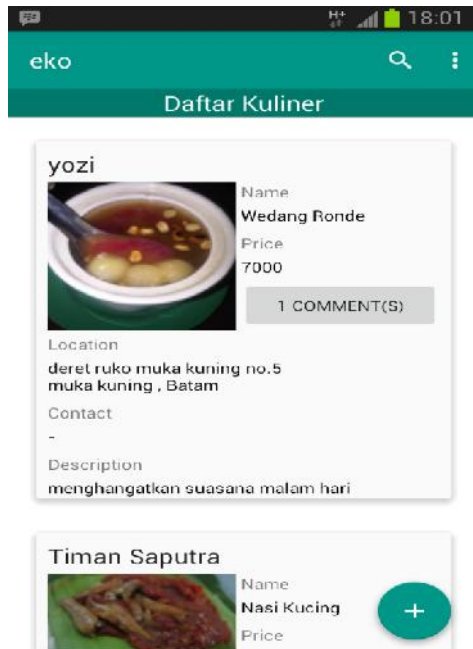 H+ 18:01
eko
Daftar Kuliner
yozi
Name
Wedang Ronde
Price
7000
1 COMMENT(S)
Location
deret ruko muka kuning no.5
muka kuning , Batam
Contact
-
Description
menghangatkan suasana malam hari
Timan Saputra
Name
Nasi Kucing
Price
+